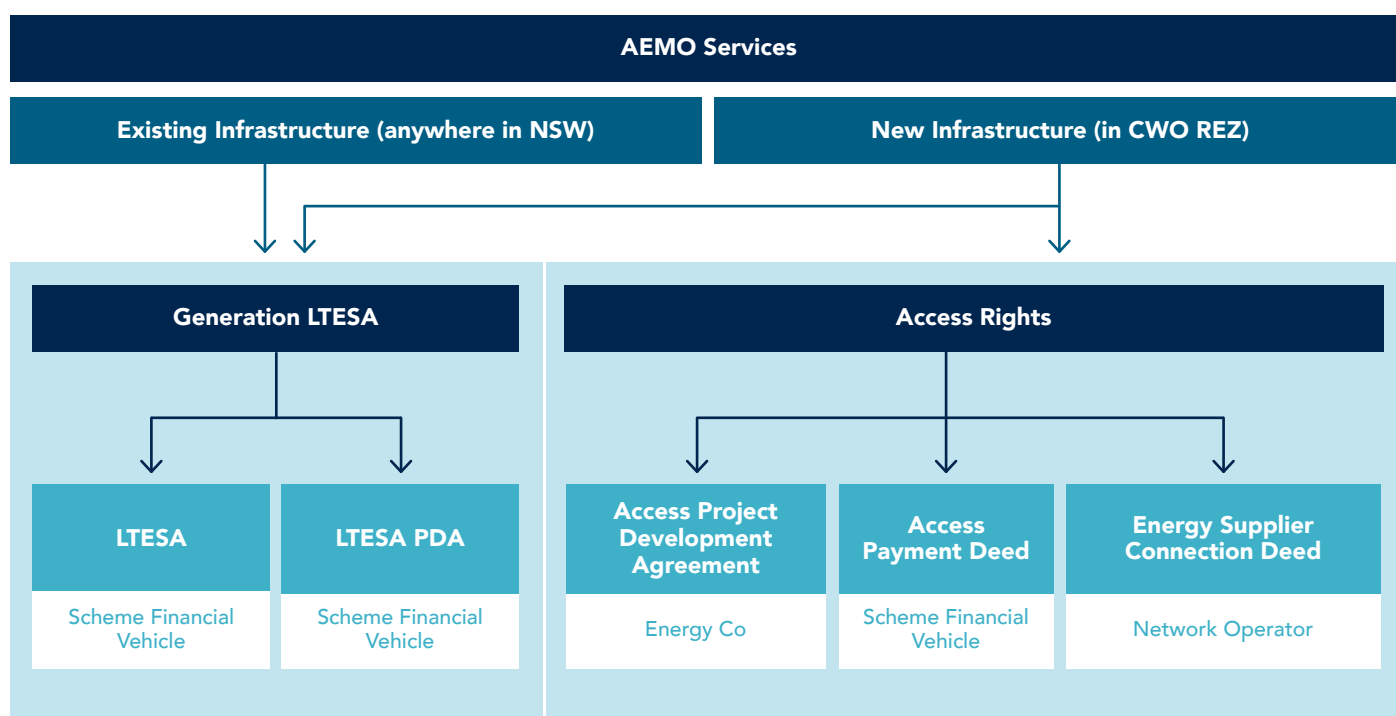 AEMO Services
Existing Infrastructure (anywhere in NSW)
New Infrastructure (in CWO REZ)
Generation LTESA
Access Rights
LTESA
LTESA PDA
Access Project
Development
Agreement
Access
Payment Deed
Energy Supplier
Connection Deed
Scheme Financial
Vehicle
Scheme Financial
Vehicle
Energy Co
Scheme Financial
Vehicle
Network Operator